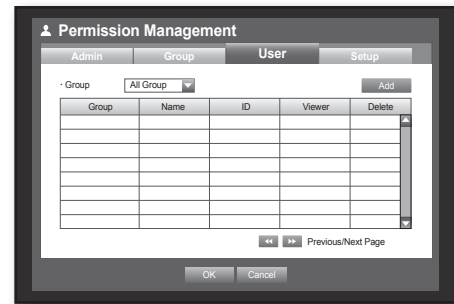 Permission Management
Admin Group User Setup
· Group All Group Add
Group Name ID Viewer Delete
Previous/Next Page
OK Cancel